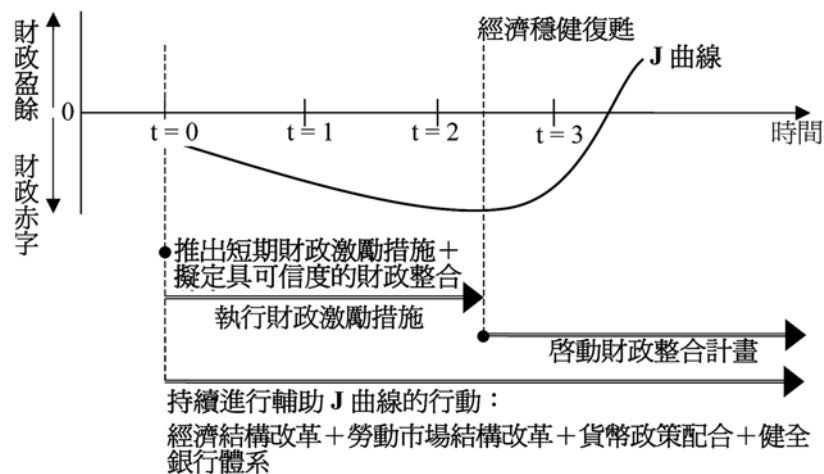 財政盈餘
0
財政赤字
經濟穩健復甦
J 曲線
t = 0
t = 1
t = 2
t = 3
時間
推出短期財政激勵措施＋
擬定具可信度的財政整合
執行財政激勵措施
啓動財政整合計畫
持續進行輔助 J 曲線的行動：
經濟結構改革＋勞動市場結構改革＋貨幣政策配合＋健全
銀行體系